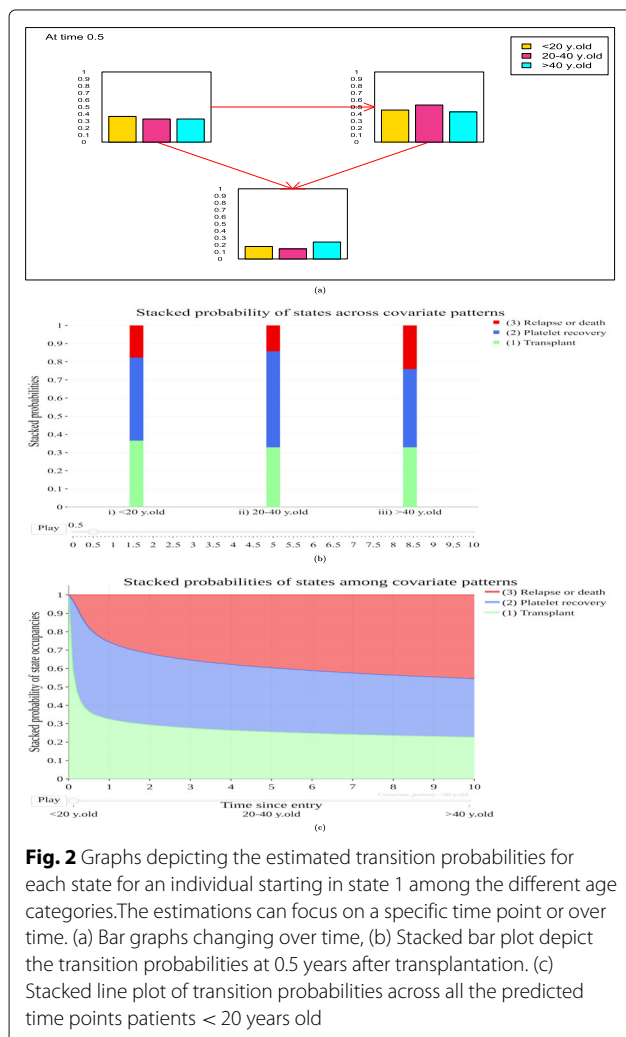 At time 0.5
<20 y.old
20-40 y.old
>40 y.old
1
0.9
0.8
0.7
0.6
0.5
0.4
0.3
0.2
0.1
0
1
0.9
0.8
0.7
0.6
0.5
0.4
0.3
0.2
0.1
0
1
0.9
0.8
0.7
0.6
0.5
0.4
0.3
0.2
0.1
0
(a)
Stacked probability of states across covariate patterns
(3) Relapse or death
(2) Platelet recovery
(1) Transplant
Stacked probabilities
1
0.9
0.8
0.7
0.6
0.5
0.4
0.3
0.2
0.1
0
i) <20 y.old ii) 20-40 y.old iii) >40 y.old
Play 0.5
0 0.5 1 1.5 2 2.5 3 3.5 4 4.5 5 5.5 6 6.5 7 7.5 8 8.5 9 9.5 10
(b)
Stacked probabilities of states among covariate patterns
(3) Relapse or death
(2) Platelet recovery
(1) Transplant
Stacked probability of state occupancies
1
0.9
0.8
0.7
0.6
0.5
0.4
0.3
0.2
0.1
0
0 1 2 3 4 5 6 7 8 9 10
Play
Time since entry
<20 y.old 20-40 y.old >40 y.old
(c)
Fig. 2 Graphs depicting the estimated transition probabilities for
each state for an individual starting in state 1 among the different age
categories.The estimations can focus on a specific time point or over
time. (a) Bar graphs changing over time, (b) Stacked bar plot depict
the transition probabilities at 0.5 years after transplantation. (c)
Stacked line plot of transition probabilities across all the predicted
time points patients < 20 years old